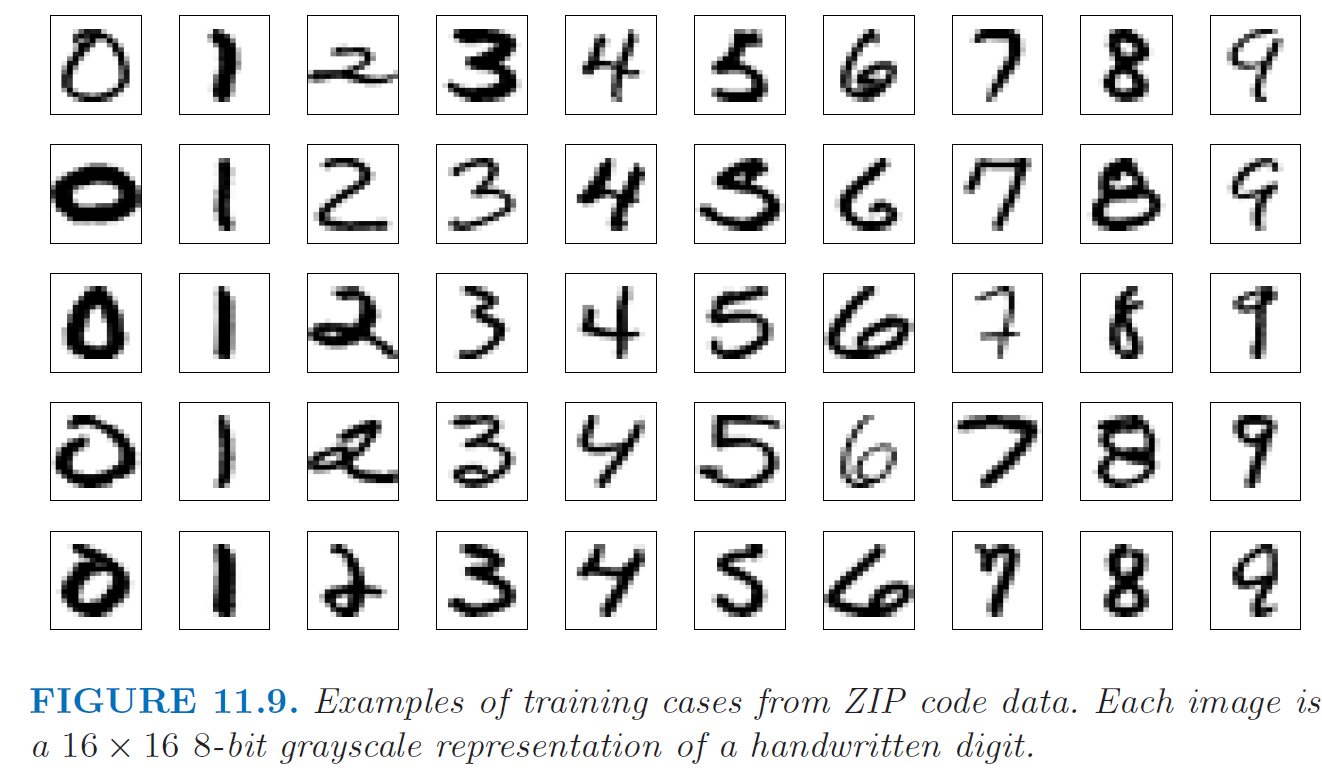 0 1 2 3 4 5 6 7 8 9
0 1 2 3 4 5 6 7 8 9
0 1 2 3 4 5 6 7 8 9
0 1 2 3 4 5 6 7 8 9
0 1 2 3 4 5 6 7 8 9
FIGURE 11.9. Examples of training cases from ZIP code data. Each image is
a 16 × 16 8-bit grayscale representation of a handwritten digit.